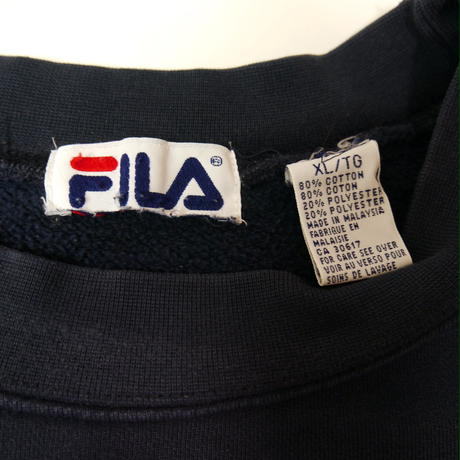 FILA®
XL/TG
80% COTTON
80% COTON
20% POLYESTER
20% POLYESTER
MADE IN MALAYSIA
FABRIQUE EN
MALAISIE
CA 30617
FOR CARE SEE OVER
VOIR AU VERSO POUR
SOINS DE LAVAGE